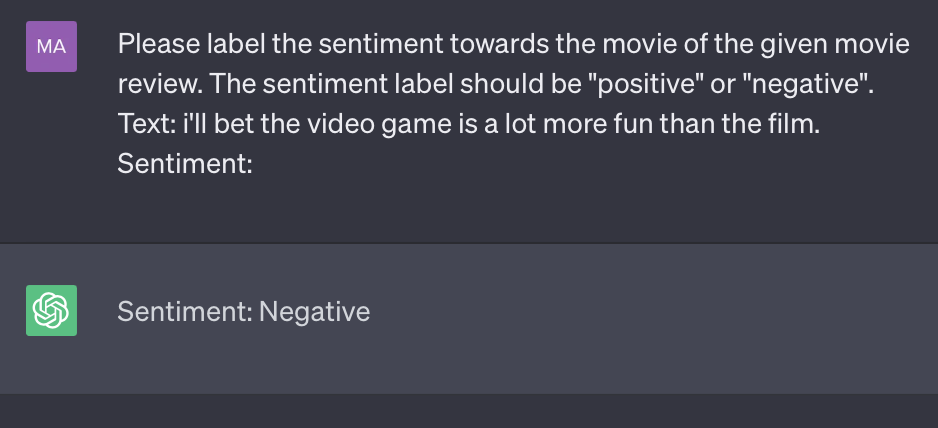 MA
Please label the sentiment towards the movie of the given movie
review. The sentiment label should be "positive" or "negative".
Text: i'll bet the video game is a lot more fun than the film.
Sentiment:
Sentiment: Negative